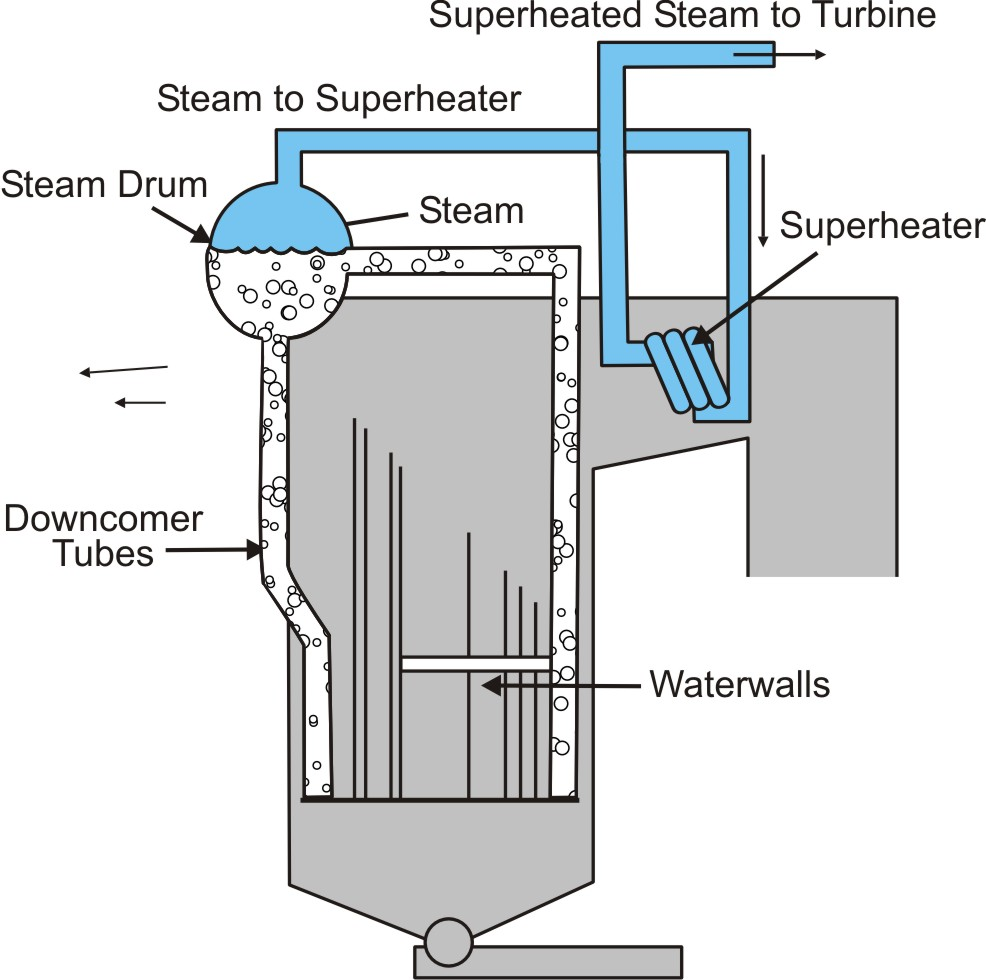 Superheated Steam to Turbine
Steam to Superheater
Steam Drum
Steam
Superheater
Downcomer
Tubes
Waterwalls